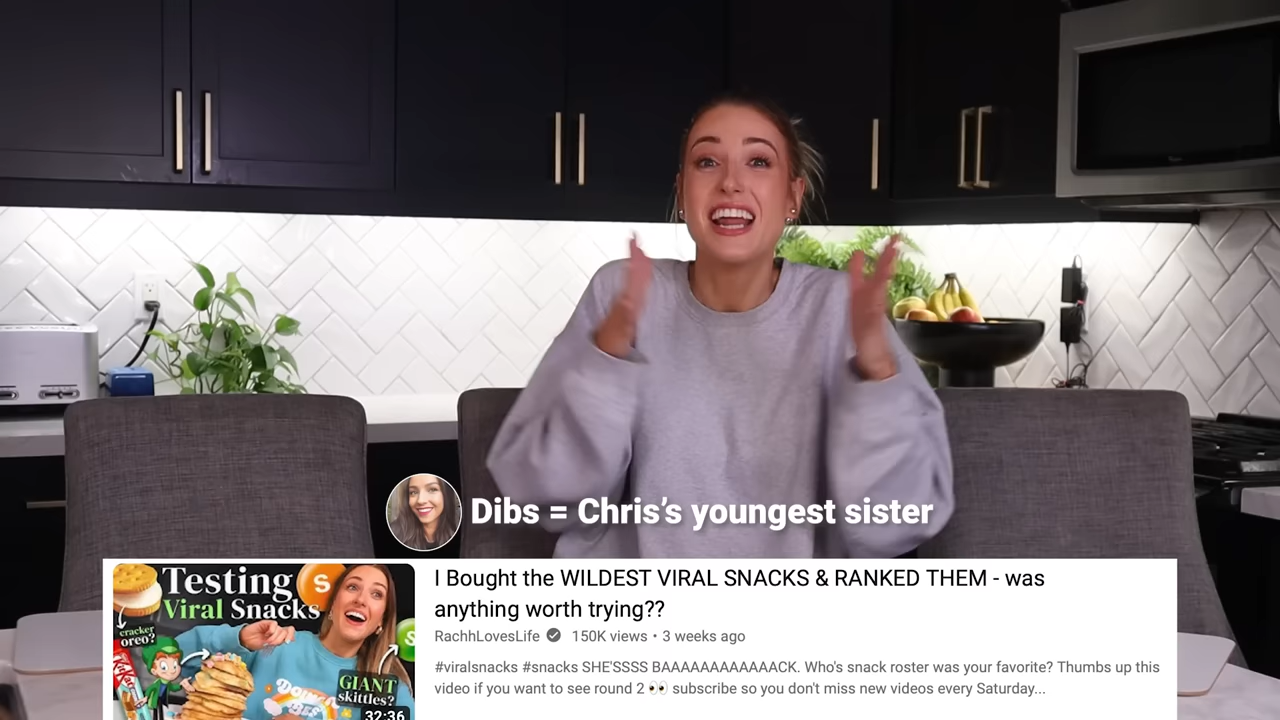 Dibs = Chris's youngest sister
Testing
Viral Snacks
cracker
oreo?
S
S
GIANT
skittles?
32:36
I Bought the WILDEST VIRAL SNACKS & RANKED THEM - was
anything worth trying??
RachhLovesLife 150K views • 3 weeks ago
#viralsnacks #snacks SHE'SSSS BAAAAAAAAAAAACK. Who's snack roster was your favorite? Thumbs up this
video if you want to see round 2 👀 subscribe so you don't miss new videos every Saturday...